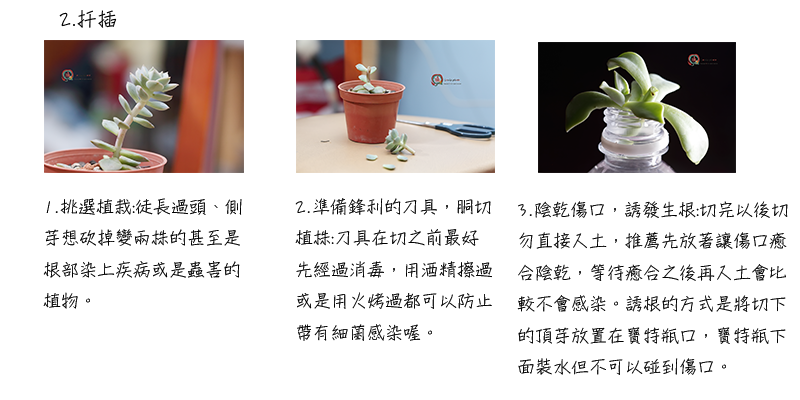 2.扦插
1.挑選植栽:徒長過頭、側
芽想砍掉變兩株的甚至是
根部染上疾病或是蟲害的
植物。
2.準備鋒利的刀具，胴切
植株:刀具在切之前最好
先經過消毒，用酒精擦過
或是用火烤過都可以防止
帶有細菌感染喔。
3.陰乾傷口，誘發生根:切完以後切
勿直接入土，推薦先放著讓傷口癒
合陰乾，等待癒合之後再入土會比
較不會感染。誘根的方式是將切下
的頂芽放置在寶特瓶口，寶特瓶下
面裝水但不可以碰到傷口。